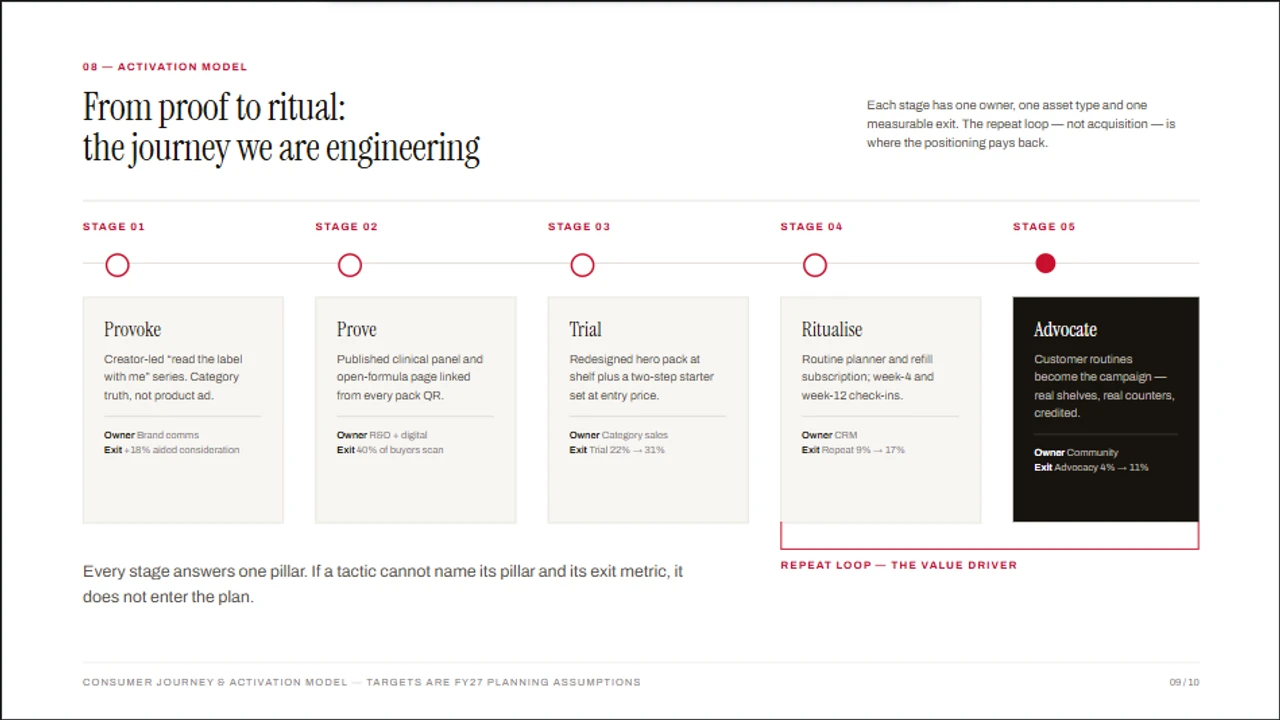 08 — ACTIVATION MODEL
From proof to ritual:
the journey we are engineering
Each stage has one owner, one asset type and one
measurable exit. The repeat loop — not acquisition — is
where the positioning pays back.
STAGE 01
STAGE 02
STAGE 03
STAGE 04
STAGE 05
Provoke
Creator-led “read the label
with me” series. Category
truth, not product ad.
Owner Brand comms
Exit +18% aided consideration
Prove
Published clinical panel and
open-formula page linked
from every pack QR.
Owner R&D + digital
Exit 40% of buyers scan
Trial
Redesigned hero pack at
shelf plus a two-step starter
set at entry price.
Owner Category sales
Exit Trial 22% → 31%
Ritualise
Routine planner and refill
subscription; week-4 and
week-12 check-ins.
Owner CRM
Exit Repeat 9% → 17%
Advocate
Customer routines
become the campaign —
real shelves, real counters,
credited.
Owner Community
Exit Advocacy 4% → 11%
REPEAT LOOP — THE VALUE DRIVER
Every stage answers one pillar. If a tactic cannot name its pillar and its exit metric, it
does not enter the plan.
CONSUMER JOURNEY & ACTIVATION MODEL — TARGETS ARE FY27 PLANNING ASSUMPTIONS
09 / 10